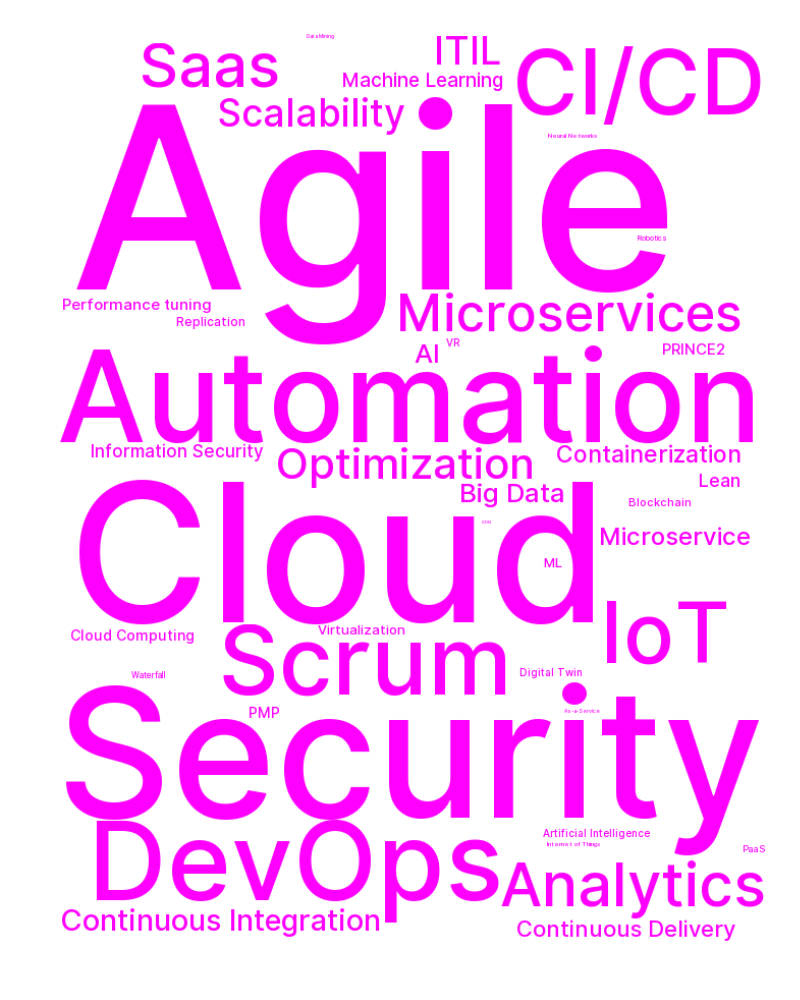 Data Mining
ITIL
Saas
Machine Learning
CI/CD
Scalability
Neural Networks
Agile
Robotics
Performance tuning
Microservices
Replication
VR
AI
PRINCE2
Automation
Information Security
Containerization
Optimization
Lean
Big Data
Blockchain
Cloud
Microservice
ML
Virtualization
Cloud Computing
IoT
Scrum
Digital Twin
Waterfall
As-a-Service
PMP
Security
Artificial Intelligence
Internet of Things
PaaS
DevOps
Analytics
Continuous Integration
Continuous Delivery